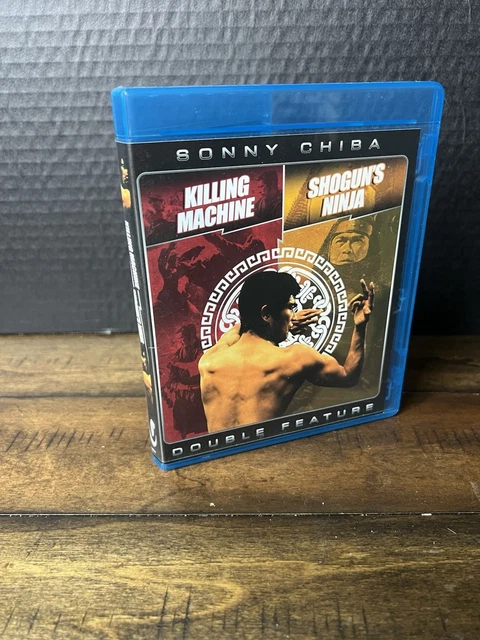 SONNY CHIBA
KILLING
MACHINE
SHOGUN'S
NINJA
DOUBLE FEATURE